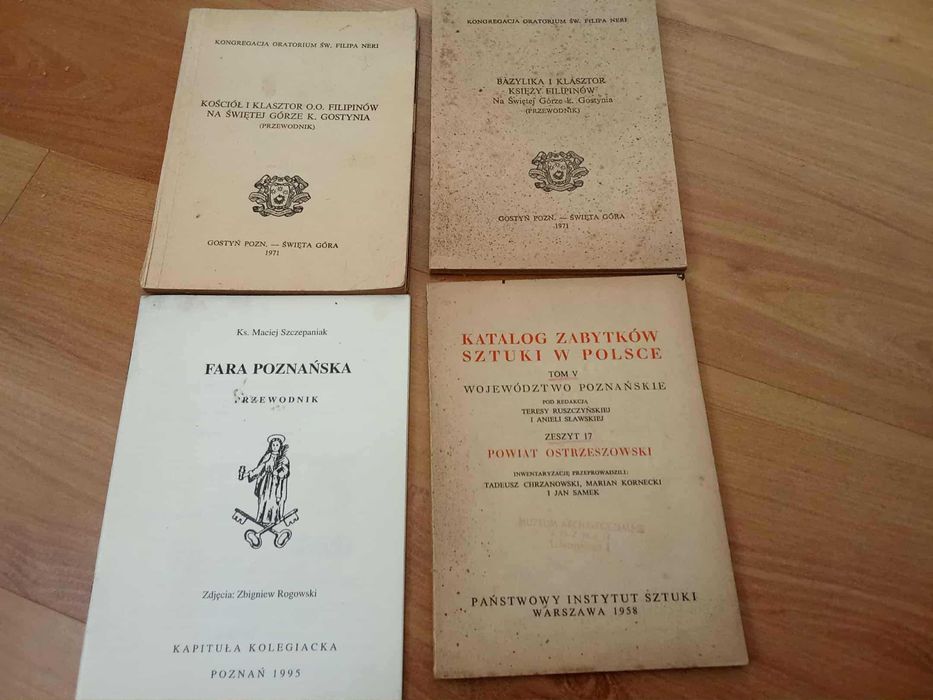 KONGREGACJA ORATORIUM ŚW. FILIPA NERI
KOŚCIÓŁ I KLASZTOR O.O. FILIPINÓW
NA ŚWIĘTEJ GÓRZE K. GOSTYNIA
(PRZEWODNIK)
GOSTYŃ POZN. — ŚWIĘTA GÓRA
1971
KONGREGACJA ORATORIUM ŚW. FILIPA NERI
BAZYLIKA I KLASZTOR
KSIĘŻY FILIPINÓW
Na Świętej Górze k. Gostynia
(PRZEWODNIK)
GOSTYŃ POZN. — ŚWIĘTA GÓRA
1971
Ks. Maciej Szczepaniak
FARA POZNAŃSKA
PRZEWODNIK
Zdjęcia: Zbigniew Rogowski
KAPITUŁA KOLEGIACKA
POZNAŃ 1995
KATALOG ZABYTKÓW
SZTUKI W POLSCE
TOM V
WOJEWÓDZTWO POZNAŃSKIE
POD REDAKCJĄ
TERESY RUSZCZYŃSKIEJ
I ANIELI SŁAWSKIEJ
ZESZYT 17
POWIAT OSTRZESZOWSKI
INWENTARYZACJĘ PRZEPROWADZILI:
TADEUSZ CHRZANOWSKI, MARIAN KORNECKI
I JAN SAMEK
MUZEUM
PAŃSTWOWY INSTYTUT SZTUKI
WARSZAWA 1958